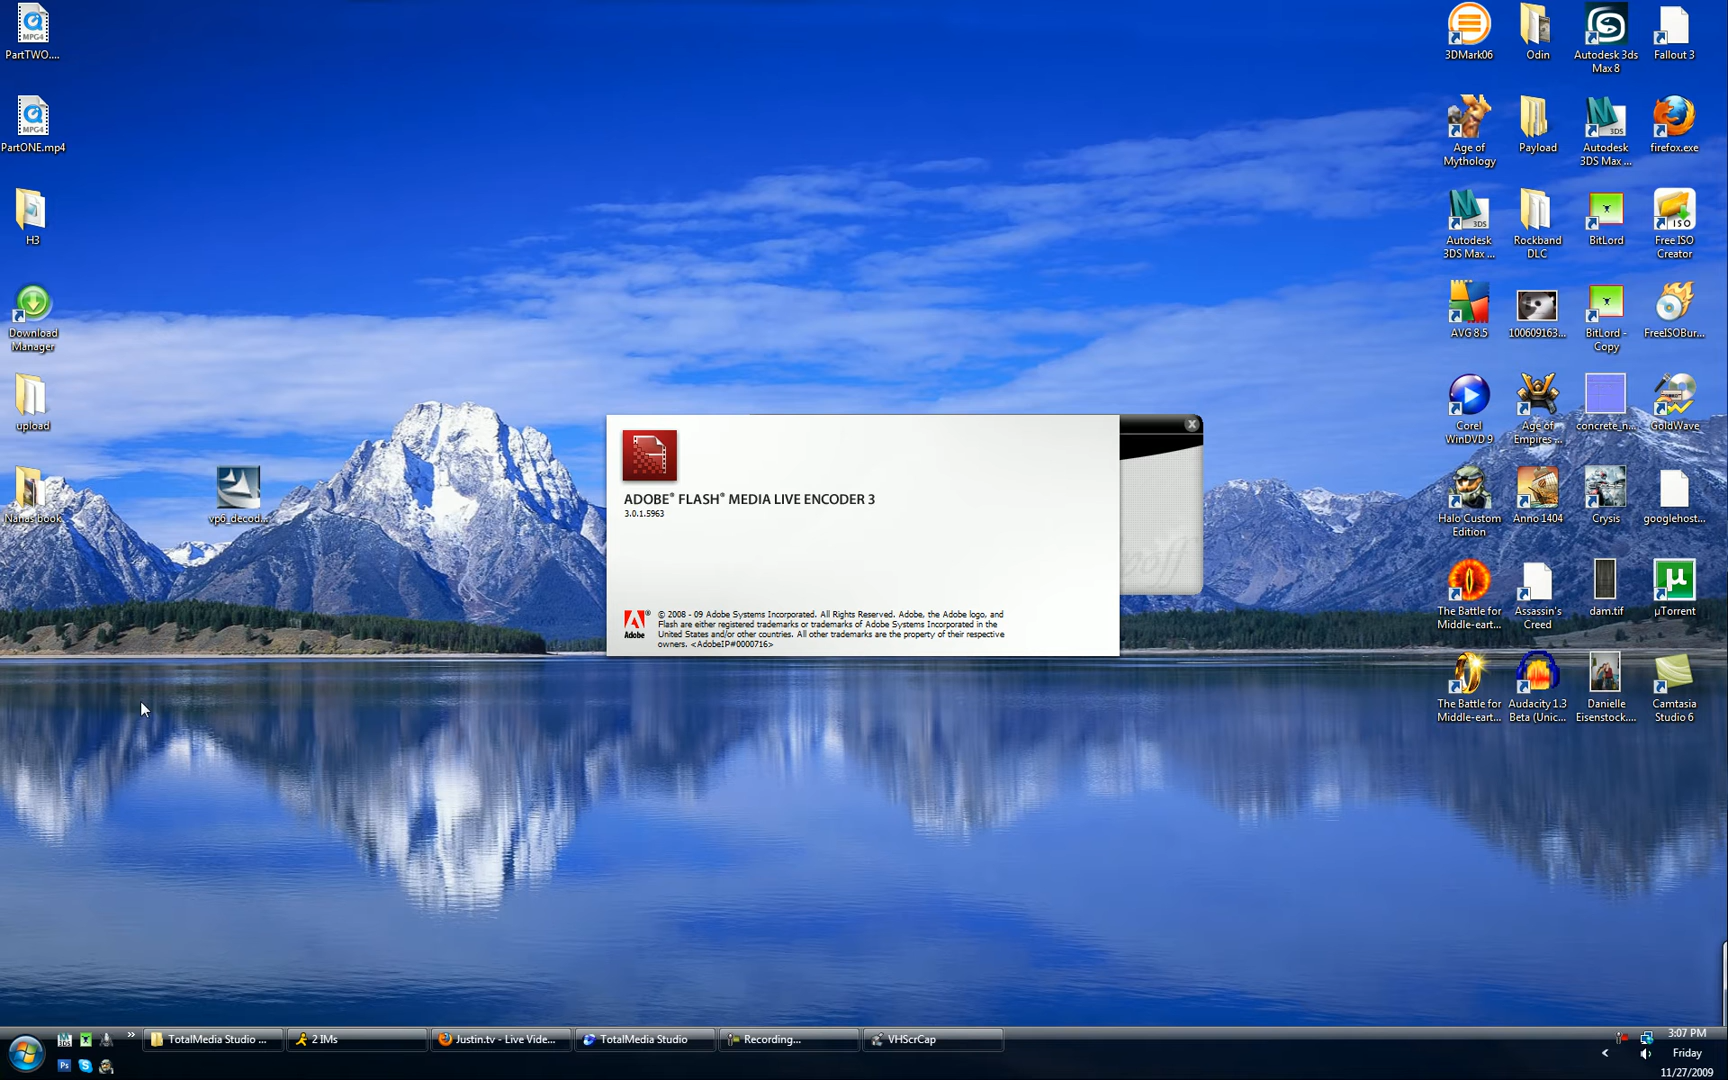 PartTWO....
PartONE.mp4
H3
Download
Manager
upload
Nanas book
vp6_decod...
3DMark06
Odin
Autodesk 3ds
Max 8
Fallout 3
Age of
Mythology
Payload
Autodesk
3DS Max ...
firefox.exe
Autodesk
3DS Max ...
Rockband
DLC
BitLord
Free ISO
Creator
AVG 8.5
100609163...
BitLord -
Copy
FreeISOBur...
Corel
WinDVD 9
Age of
Empires ...
concrete_n...
GoldWave
Halo Custom
Edition
Anno 1404
Crysis
googlehost...
The Battle for
Middle-eart...
Assassin's
Creed
dam.tif
µTorrent
The Battle for
Middle-eart...
Audacity 1.3
Beta (Unic...
Danielle
Eisenstock....
Camtasia
Studio 6
ADOBE® FLASH® MEDIA LIVE ENCODER 3
3.0.1.5963
Adobe
© 2008 - 09 Adobe Systems Incorporated. All Rights Reserved. Adobe, the Adobe logo, and
Flash are either registered trademarks or trademarks of Adobe Systems Incorporated in the
United States and/or other countries. All other trademarks are the property of their respective
owners. <AdobeIP#0000716>
TotalMedia Studio ...
2 IMs
Justin.tv - Live Vide...
TotalMedia Studio
Recording...
VHScrCap
3:07 PM
Friday
11/27/2009